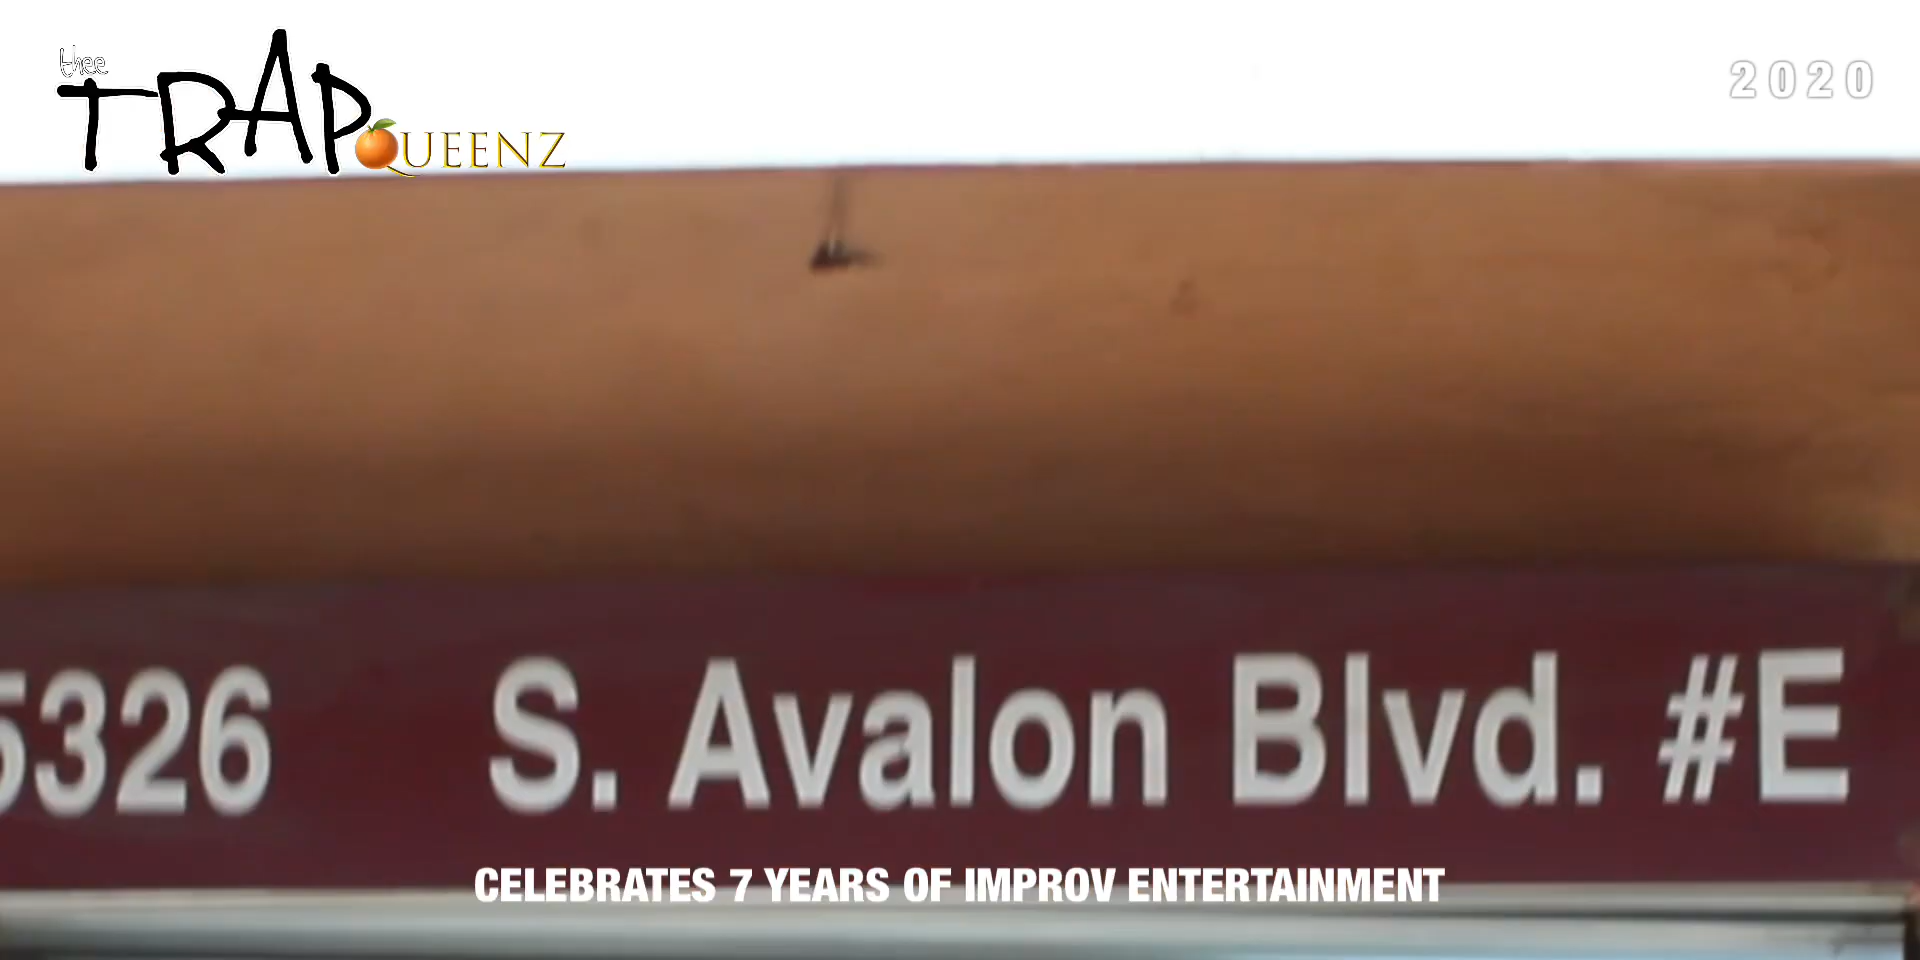 thee
TRAP QUEENZ
2020
5326 S. Avalon Blvd. #E
CELEBRATES 7 YEARS OF IMPROV ENTERTAINMENT